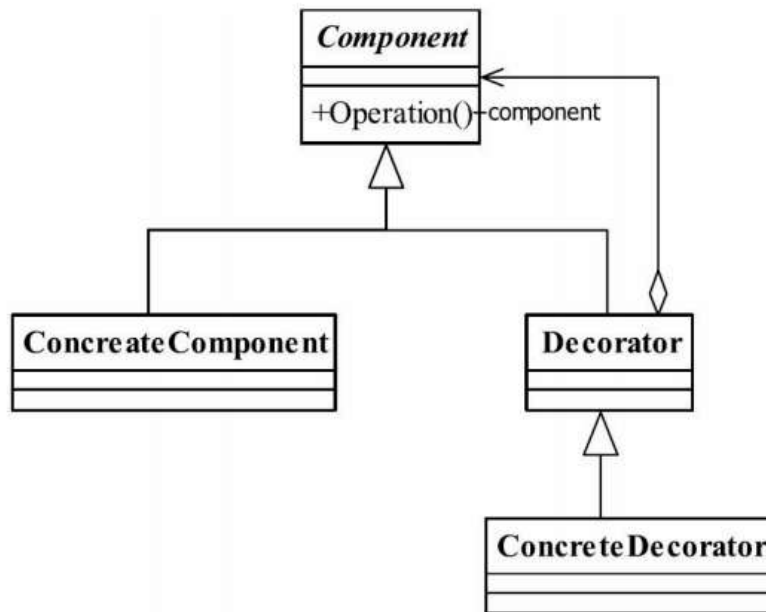 Component
+Operation()
-component
ConcreateComponent
Decorator
ConcreteDecorator